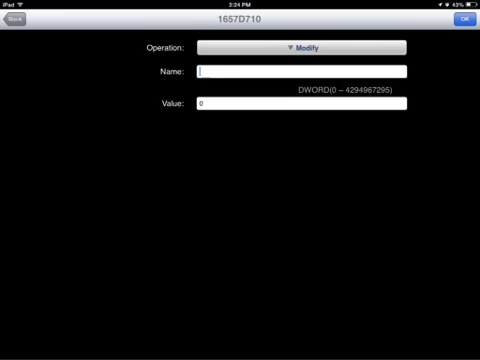 iPad 2:24 PM 43%
Back 1657D710 OK
Operation: Modify
Name:
DWORD(0 ~ 4294967295)
Value: 0